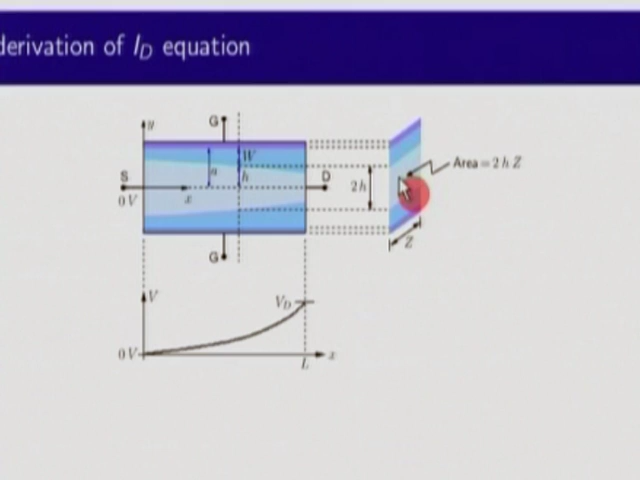 derivation of I_D equation
G
y
W
a
h
S
D
0 V
x
2h
Area = 2 h Z
Z
G
V
V_D
0 V
x
L